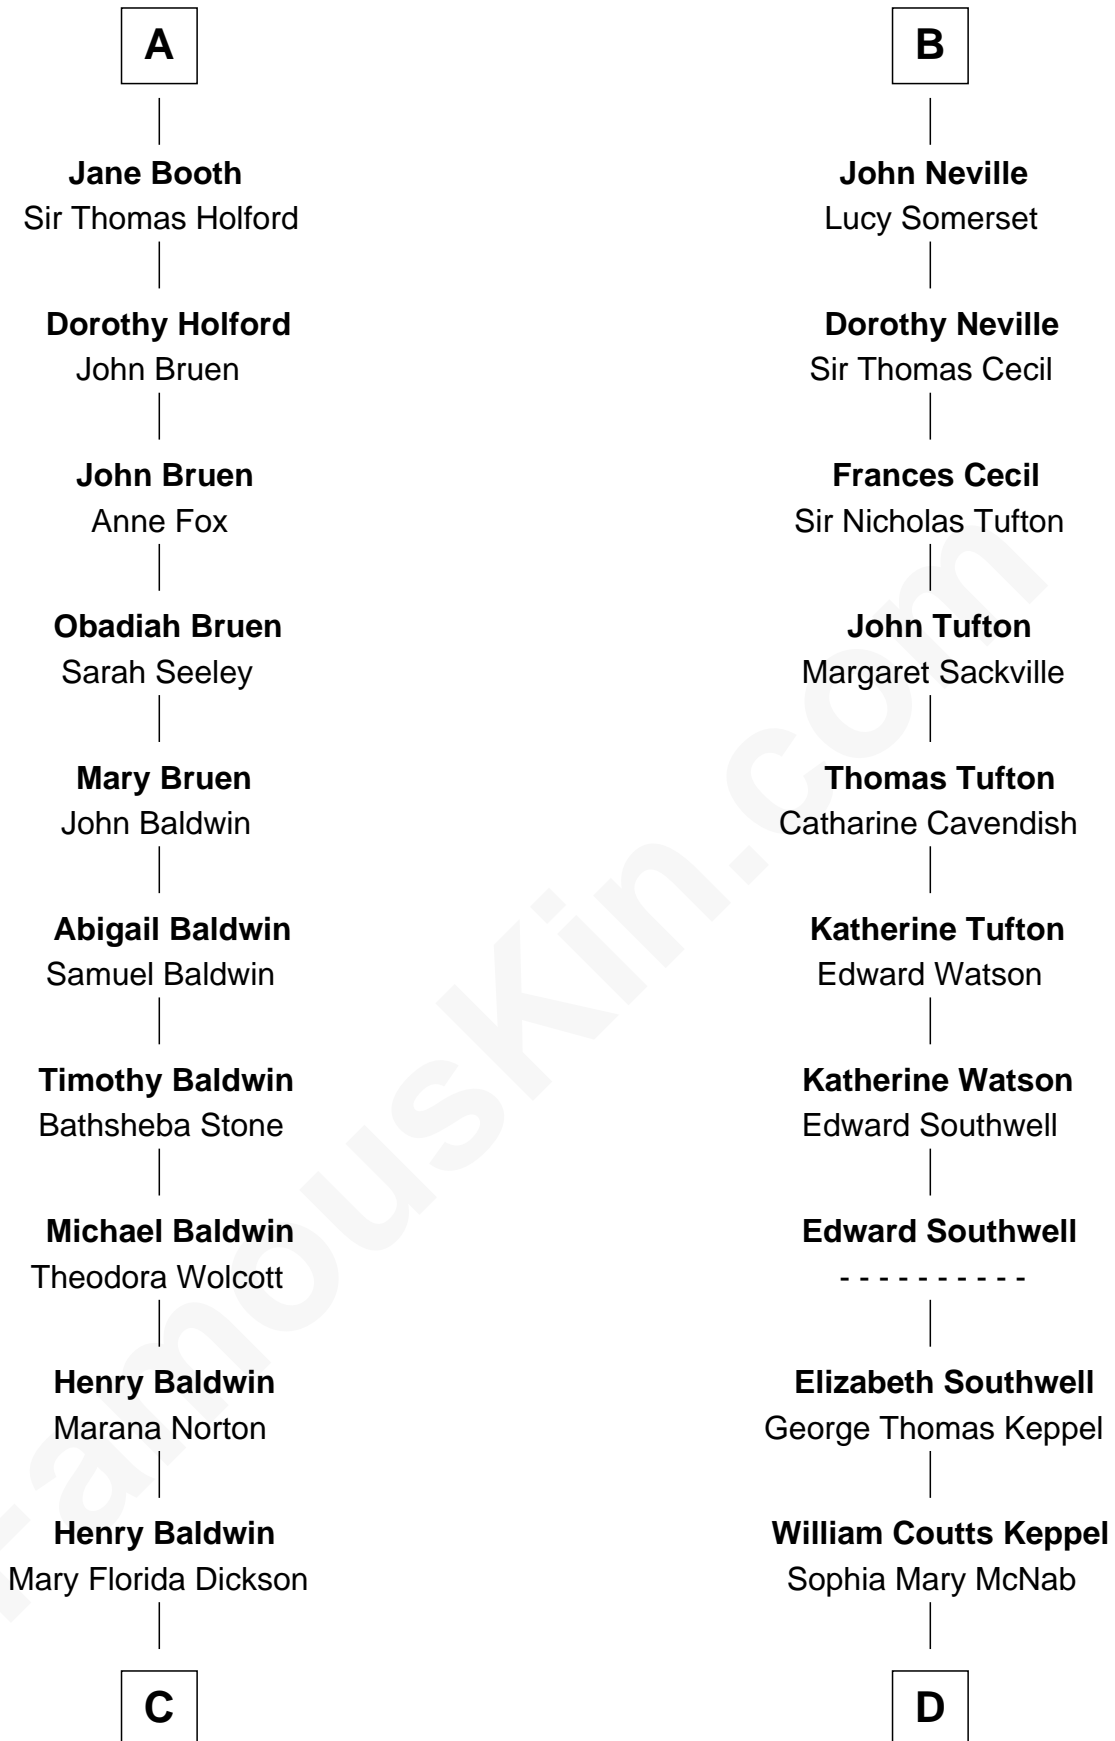 A
Jane Booth
Sir Thomas Holford
Dorothy Holford
John Bruen
John Bruen
Anne Fox
Obadiah Bruen
Sarah Seeley
Mary Bruen
John Baldwin
Abigail Baldwin
Samuel Baldwin
Timothy Baldwin
Bathsheba Stone
Michael Baldwin
Theodora Wolcott
Henry Baldwin
Marana Norton
Henry Baldwin
Mary Florida Dickson
C
B
John Neville
Lucy Somerset
Dorothy Neville
Sir Thomas Cecil
Frances Cecil
Sir Nicholas Tufton
John Tufton
Margaret Sackville
Thomas Tufton
Catharine Cavendish
Katherine Tufton
Edward Watson
Katherine Watson
Edward Southwell
Edward Southwell
- - - - - - - - - -
Elizabeth Southwell
George Thomas Keppel
William Coutts Keppel
Sophia Mary McNab
D
FamousKin.com